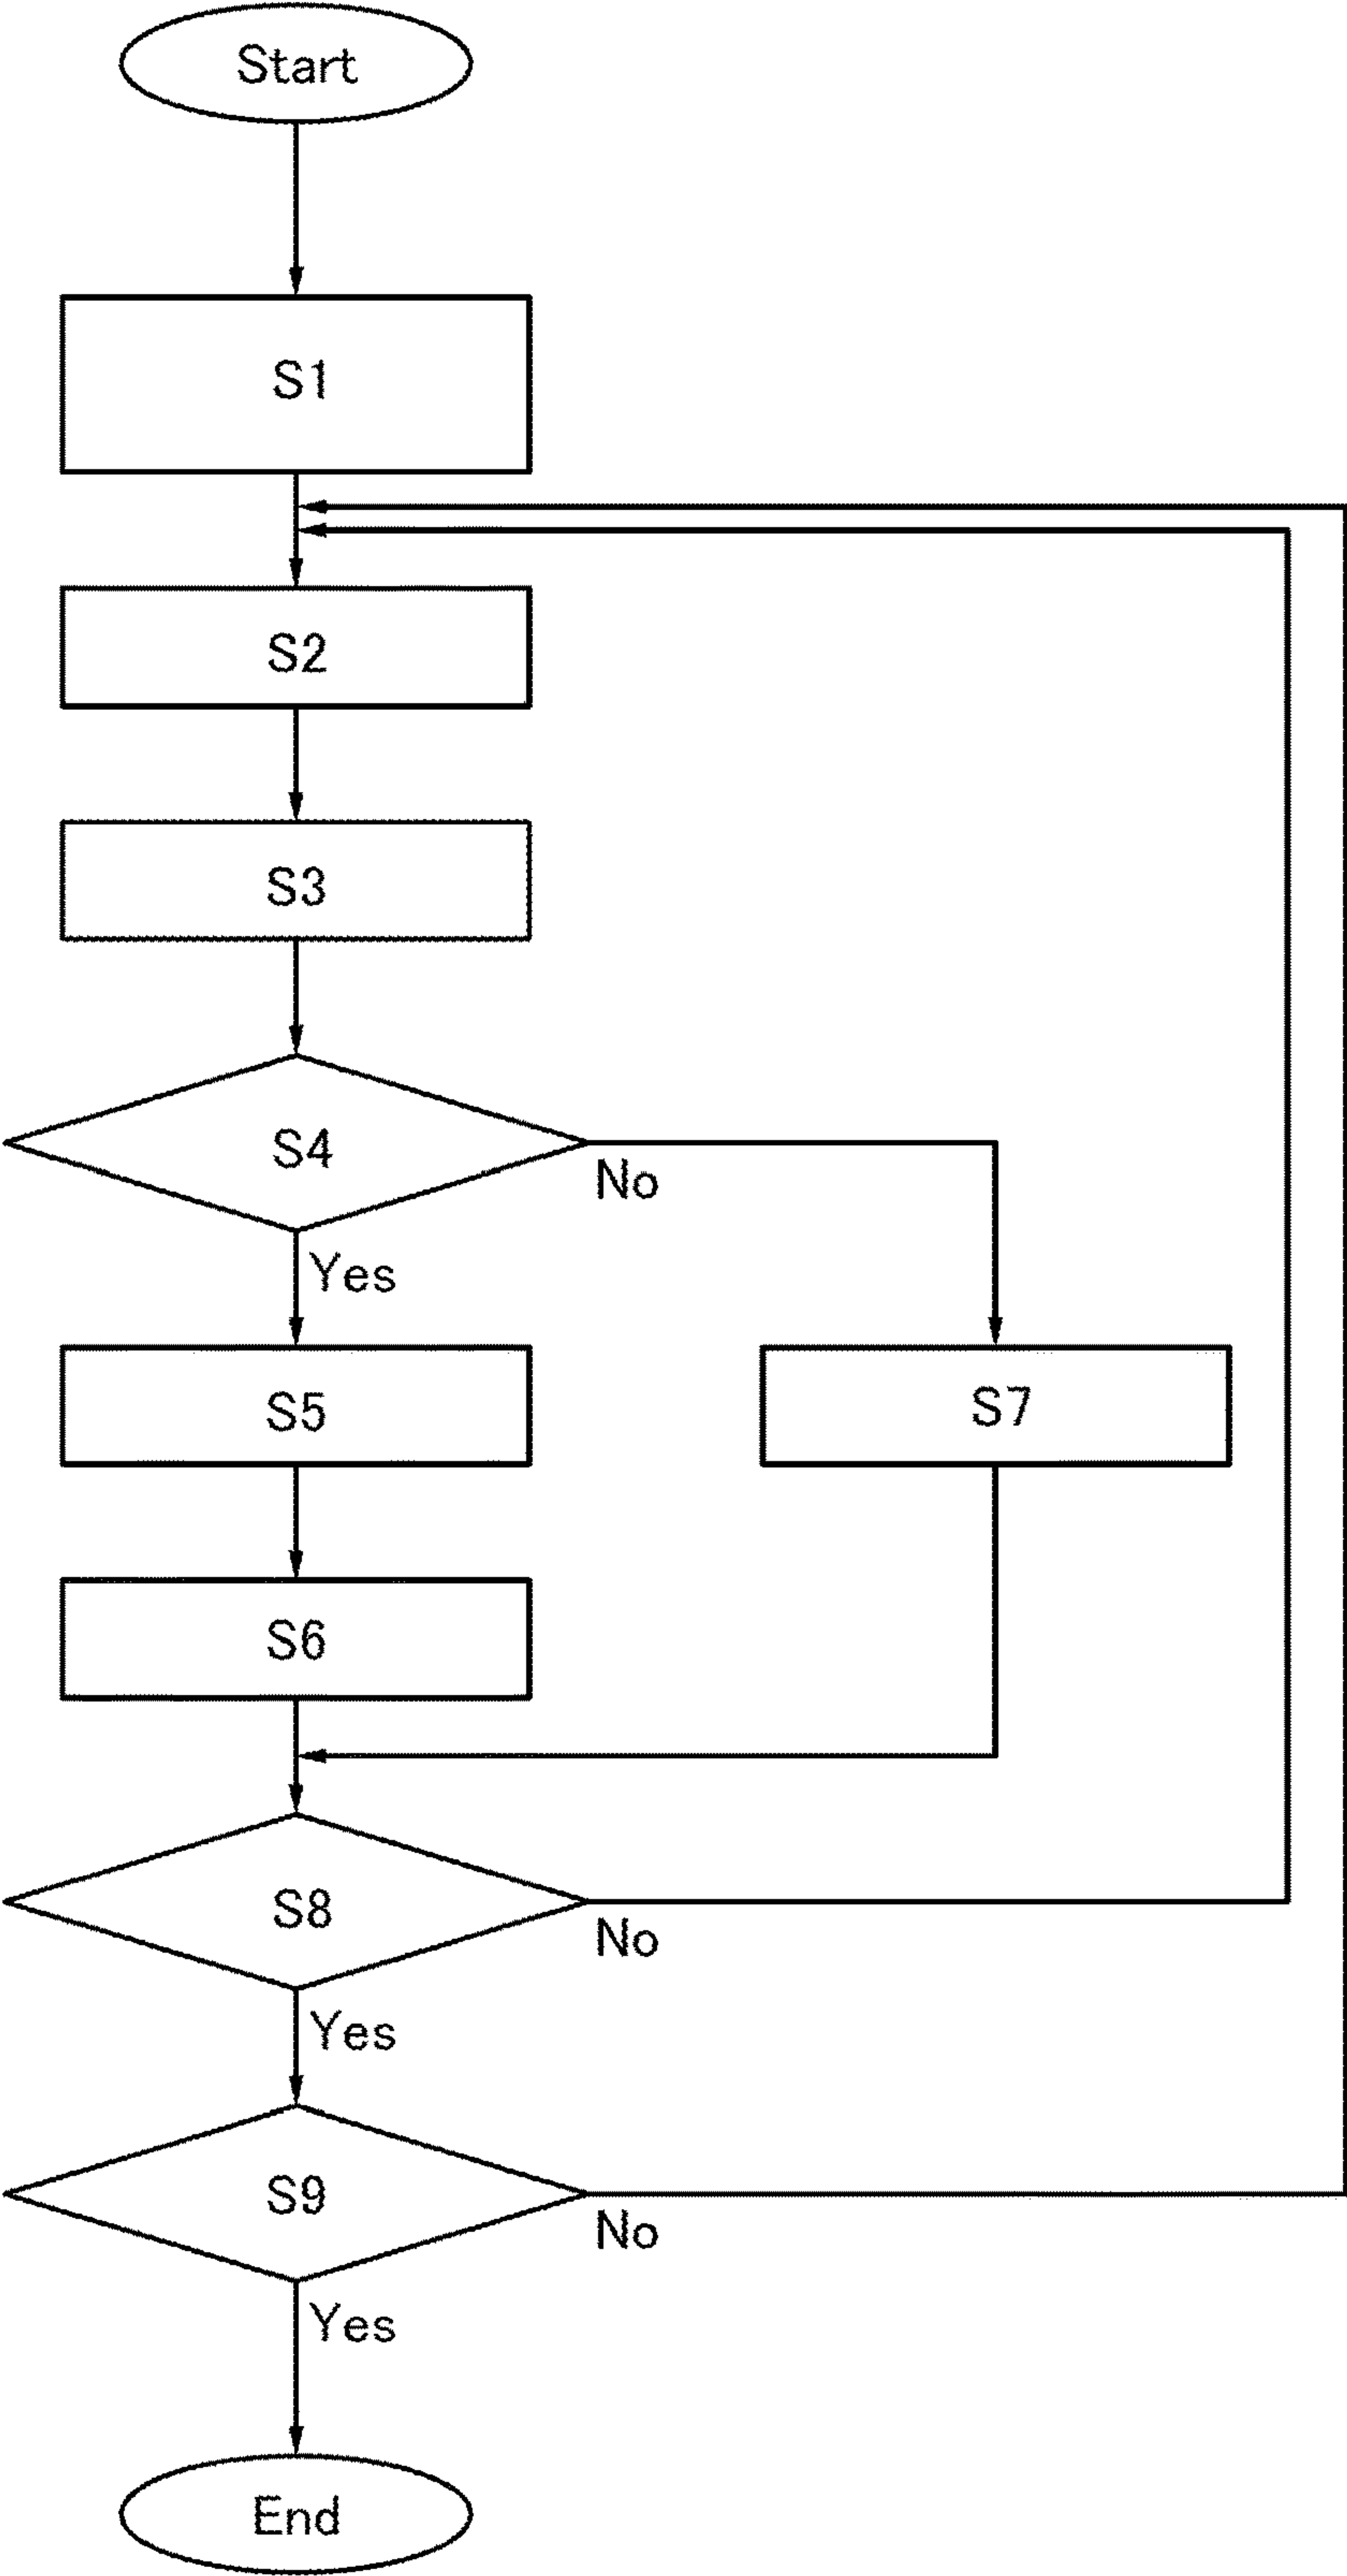 Start
S1
S2
S3
S4
No
Yes
S5
S7
S6
S8
No
Yes
S9
No
Yes
End